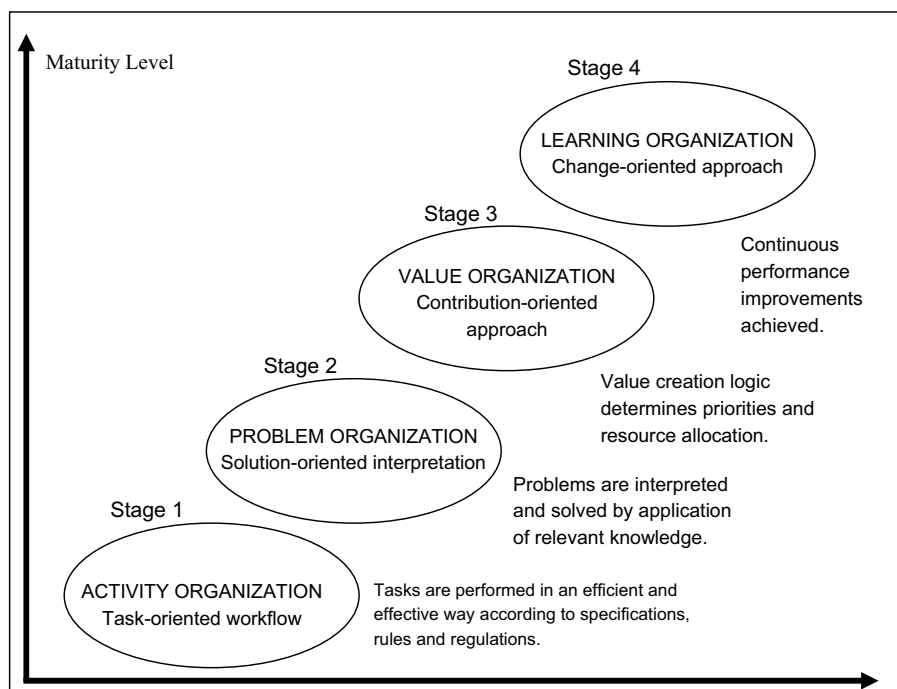 Maturity Level
Stage 4
LEARNING ORGANIZATION
Change-oriented approach
Continuous
performance
improvements
achieved.
Stage 3
VALUE ORGANIZATION
Contribution-oriented
approach
Value creation logic
determines priorities and
resource allocation.
Stage 2
PROBLEM ORGANIZATION
Solution-oriented interpretation
Problems are interpreted
and solved by application
of relevant knowledge.
Stage 1
ACTIVITY ORGANIZATION
Task-oriented workflow
Tasks are performed in an efficient and
effective way according to specifications,
rules and regulations.